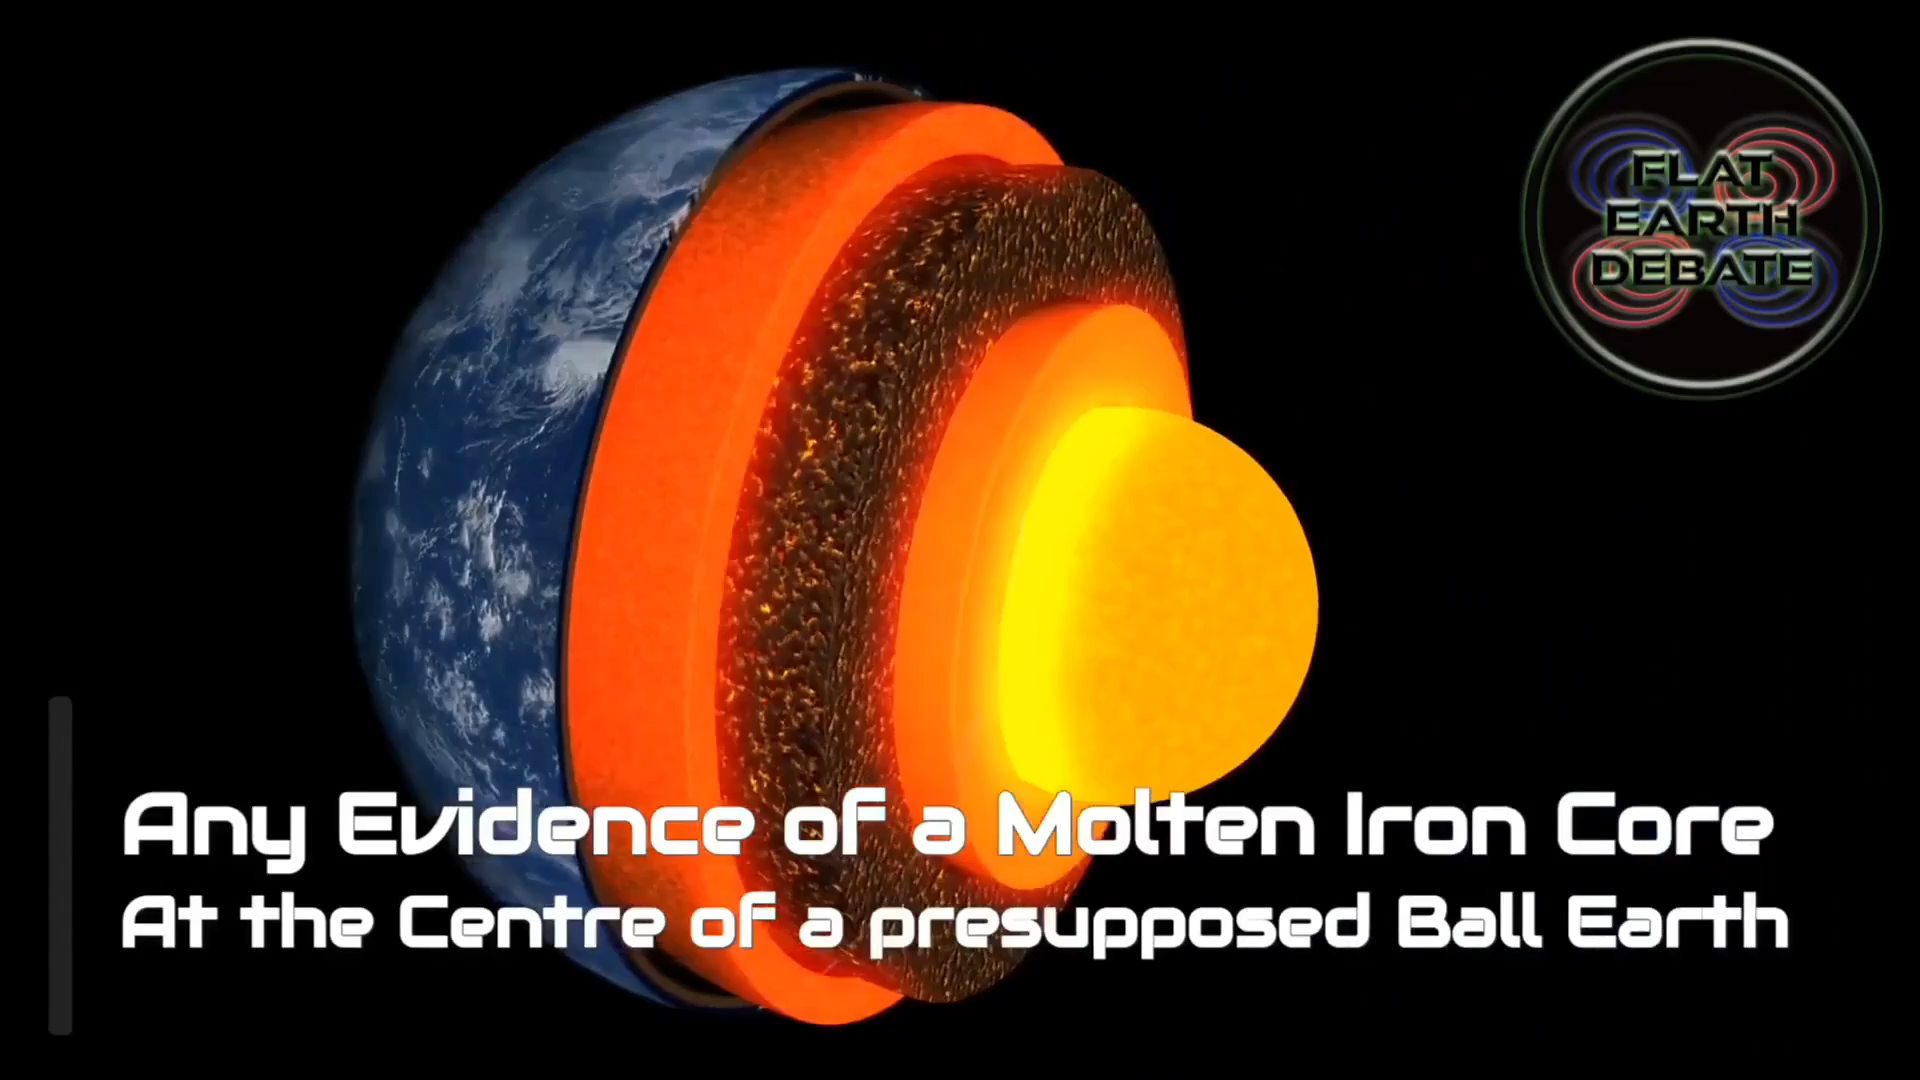 FLAT
EARTH
DEBATE
Any Evidence of a Molten Iron Core
At the Centre of a presupposed Ball Earth